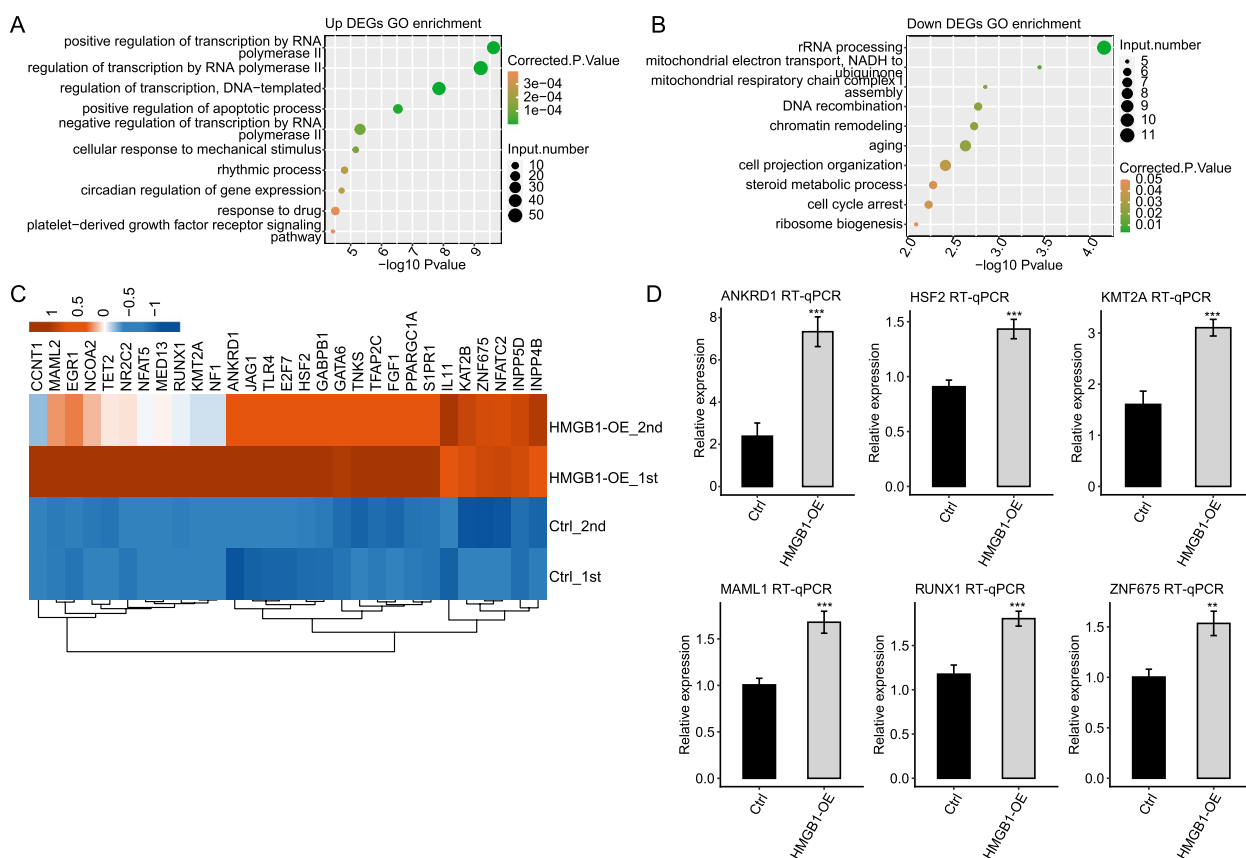 A
Up DEGs GO enrichment
positive regulation of transcription by RNA
polymerase II
regulation of transcription by RNA polymerase II
regulation of transcription, DNA-templated
positive regulation of apoptotic process
negative regulation of transcription by RNA
polymerase II
cellular response to mechanical stimulus
rhythmic process
circadian regulation of gene expression
response to drug
platelet-derived growth factor receptor signaling
pathway
5 6 7 8 9
−log10 Pvalue
Corrected.P.Value
3e−04
2e−04
1e−04
Input.number
10
20
30
40
50
B
Down DEGs GO enrichment
rRNA processing
mitochondrial electron transport, NADH to
ubiquinone
mitochondrial respiratory chain complex I
assembly
DNA recombination
chromatin remodeling
aging
cell projection organization
steroid metabolic process
cell cycle arrest
ribosome biogenesis
2.0 2.5 3.0 3.5 4.0
−log10 Pvalue
Input.number
5
6
7
8
9
10
11
Corrected.P.Value
0.05
0.04
0.03
0.02
0.01
C
1 0.5 0 −0.5 −1
CCNT1 MAML2 EGR1 NCOA2 TET2 NR2C2 NFAT5 MED13 RUNX1 KMT2A NF1 ANKRD1 JAG1 TLR4 E2F7 HSF2 GABPB1 GATA6 TNKS TFAP2C FGF1 PPARGC1A S1PR1 IL11 KAT2B ZNF675 NFATC2 INPP5D INPP4B
HMGB1-OE_2nd
HMGB1-OE_1st
Ctrl_2nd
Ctrl_1st
D
ANKRD1 RT-qPCR
Relative expression
8
6
4
2
0
***
Ctrl
HMGB1-OE
HSF2 RT-qPCR
Relative expression
1.5
1.0
0.5
0.0
***
Ctrl
HMGB1-OE
KMT2A RT-qPCR
Relative expression
3
2
1
0
***
Ctrl
HMGB1-OE
MAML1 RT-qPCR
Relative expression
1.5
1.0
0.5
0.0
***
Ctrl
HMGB1-OE
RUNX1 RT-qPCR
Relative expression
1.5
1.0
0.5
0.0
***
Ctrl
HMGB1-OE
ZNF675 RT-qPCR
Relative expression
1.5
1.0
0.5
0.0
**
Ctrl
HMGB1-OE